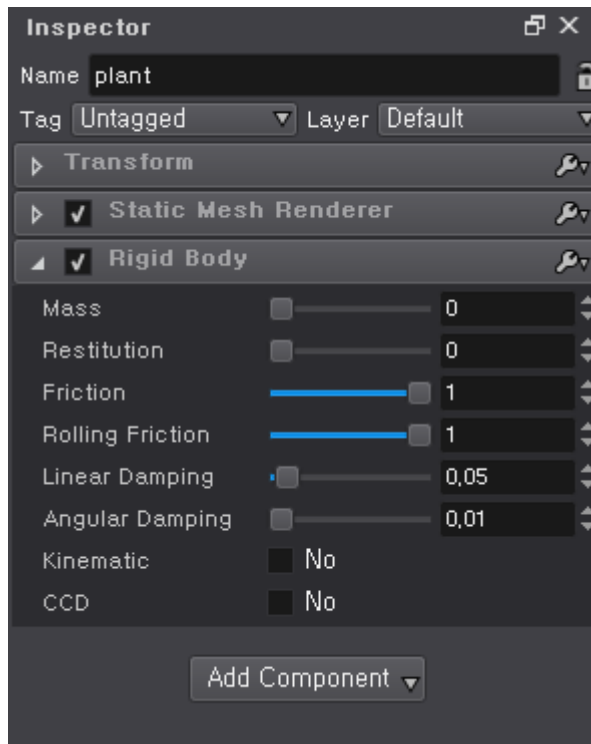 Inspector
Name plant
Tag Untagged Layer Default
Transform
Static Mesh Renderer
Rigid Body
Mass 0
Restitution 0
Friction 1
Rolling Friction 1
Linear Damping 0,05
Angular Damping 0,01
Kinematic No
CCD No
Add Component